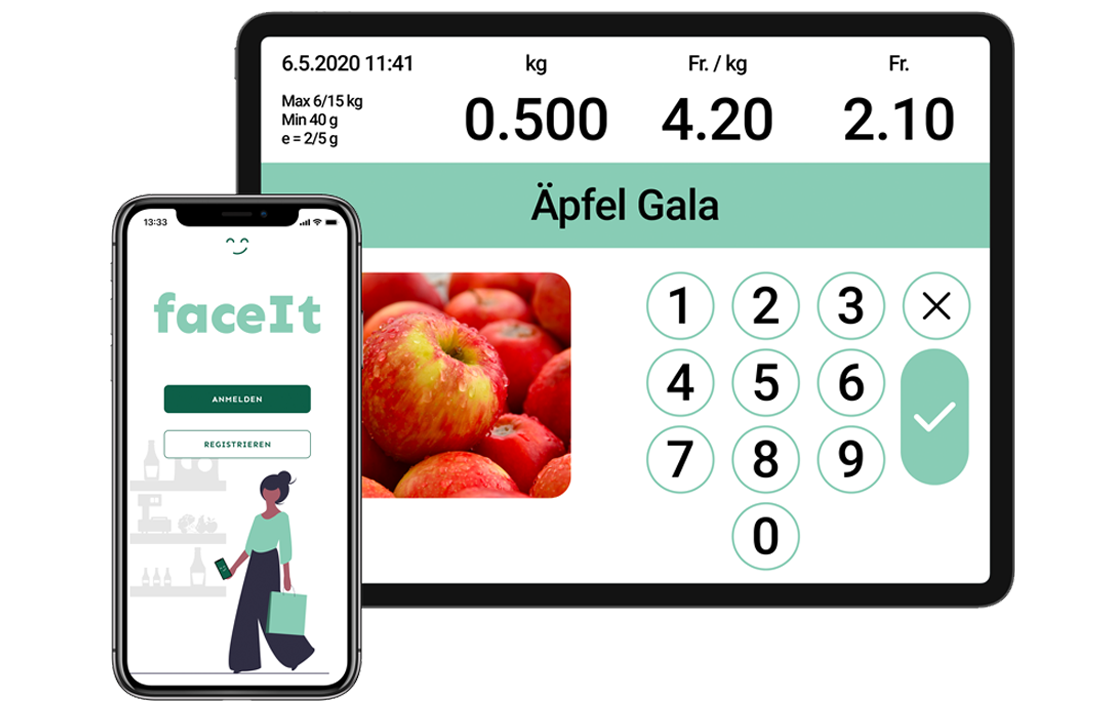 6.5.2020 11:41
kg
Fr. / kg
Fr.
Max 6/15 kg
Min 40 g
e = 2/5 g
0.500
4.20
2.10
Äpfel Gala
1 2 3
4 5 6
7 8 9
0
13:33
faceIt
ANMELDEN
REGISTRIEREN